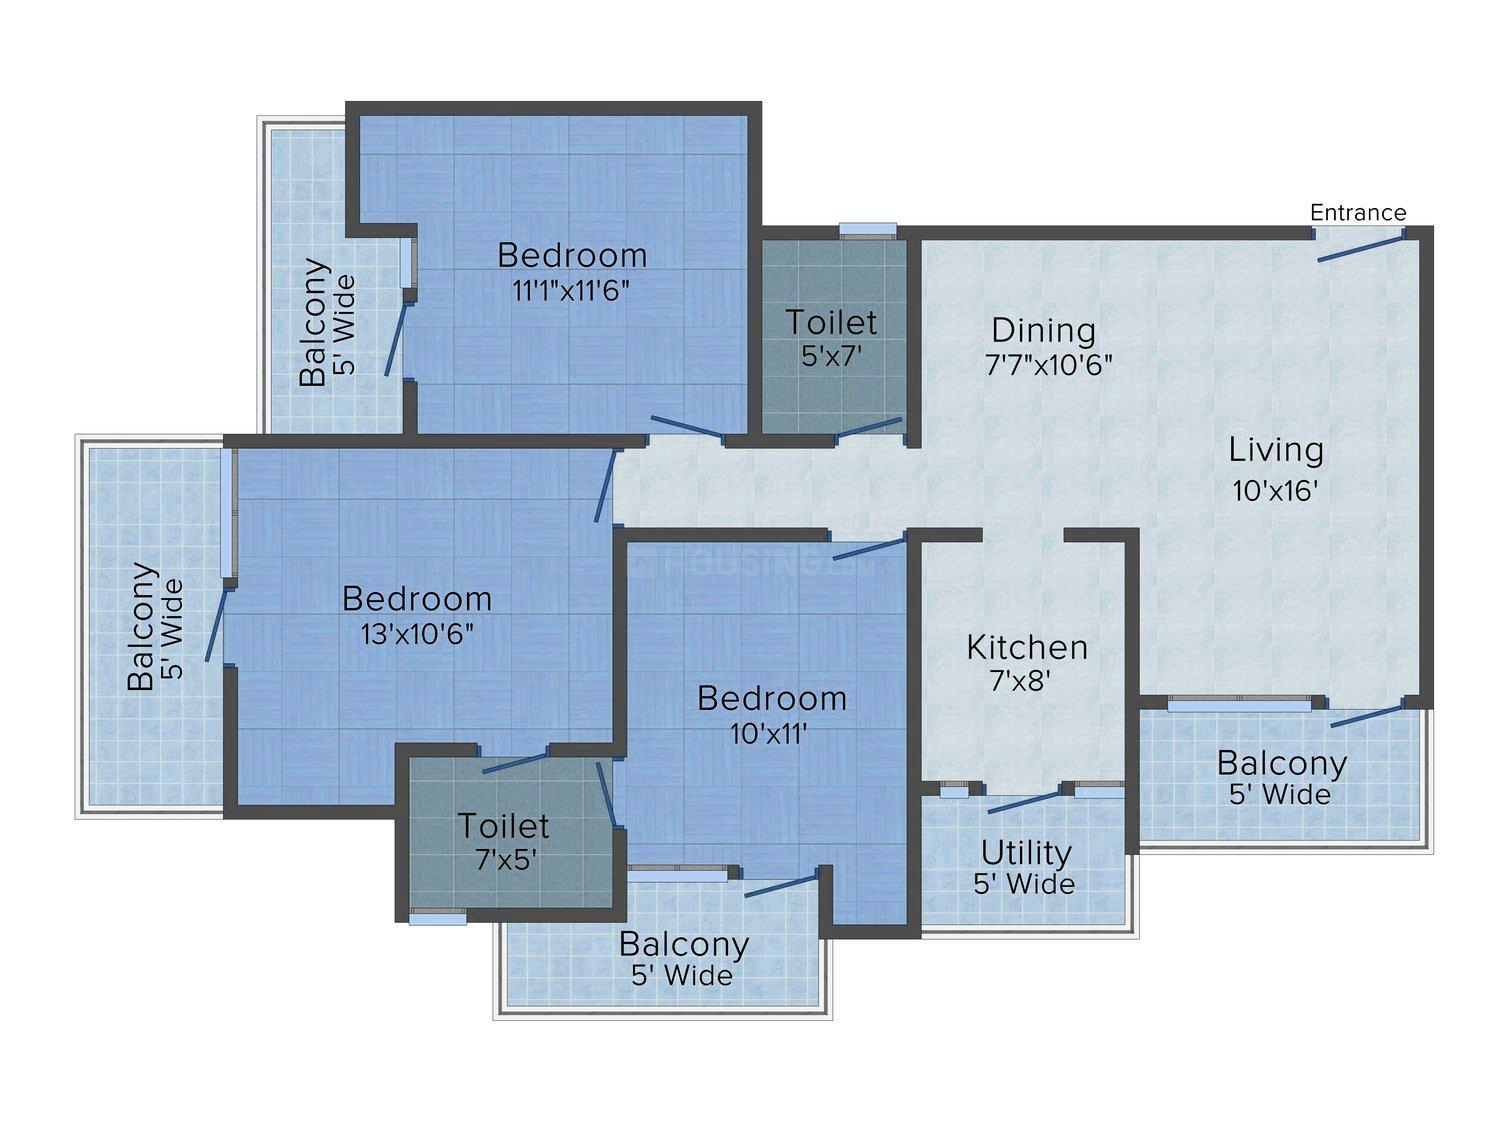 Entrance
Bedroom
11'1"x11'6"
Balcony
5' Wide
Toilet
5'x7'
Dining
7'7"x10'6"
Living
10'x16'
Balcony
5' Wide
Bedroom
13'x10'6"
Bedroom
10'x11'
Kitchen
7'x8'
Balcony
5' Wide
Toilet
7'x5'
Utility
5' Wide
Balcony
5' Wide